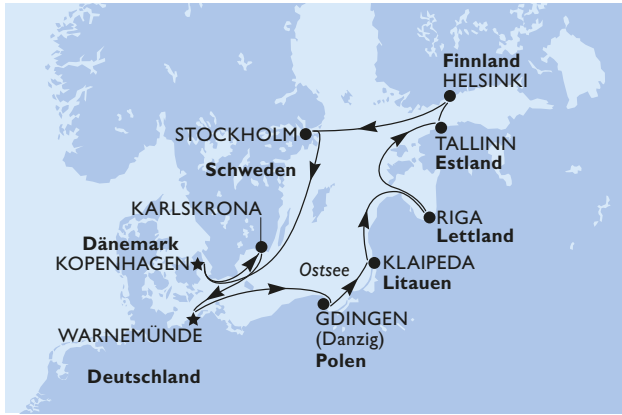 Finnland
HELSINKI
STOCKHOLM
TALLINN
Estland
Schweden
KARLSKRONA
RIGA
Lettland
Dänemark
KOPENHAGEN
Ostsee
KLAIPEDA
Litauen
GDINGEN
(Danzig)
Polen
WARNEMÜNDE
Deutschland